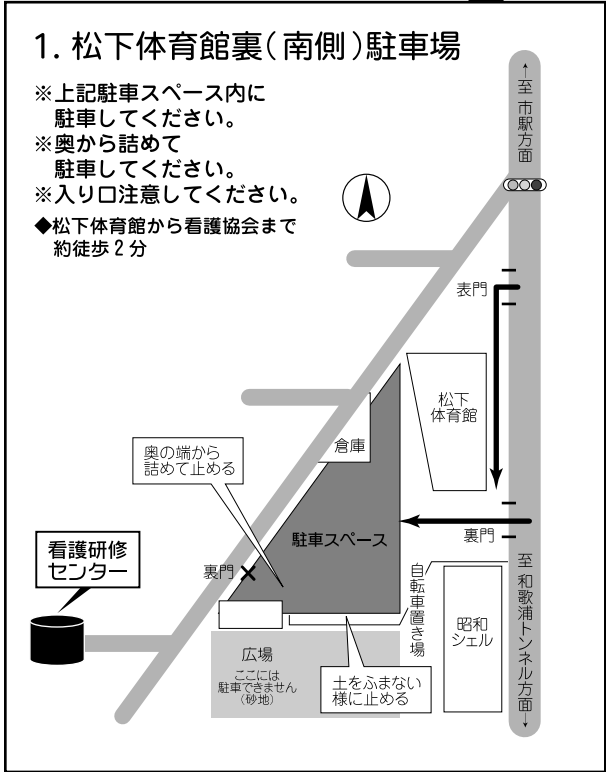 1. 松下体育館裏(南側)駐車場
※上記駐車スペース内に
駐車してください。
※奥から詰めて
駐車してください。
※入り口注意してください。
◆松下体育館から看護協会まで
約徒歩2分
←至 市駅方面
表門
松下
体育館
倉庫
奥の端から
詰めて止める
駐車スペース
裏門
看護研修
センター
裏門
自転車置き場
昭和
シェル
至 和歌浦トンネル方面→
広場
ここには
駐車できません
(砂地)
土をふまない
様に止める